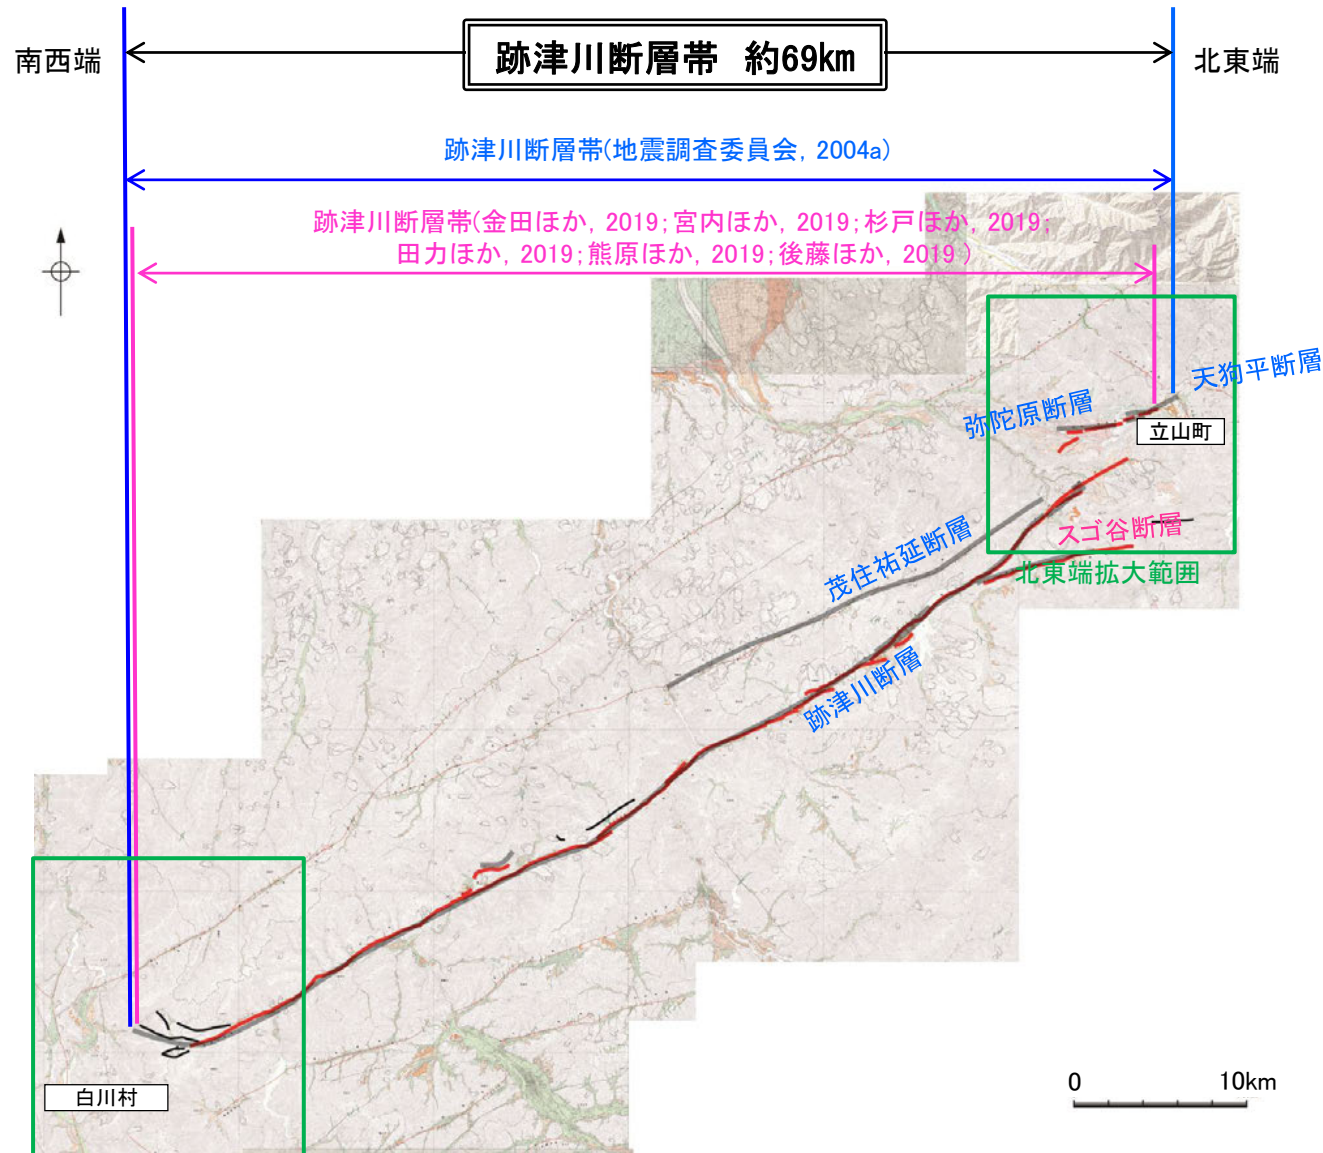 跡津川断層帯 約69km
南西端
北東端
跡津川断層帯(地震調査委員会, 2004a)
跡津川断層帯(金田ほか, 2019;宮内ほか, 2019;杉戸ほか, 2019;
田力ほか, 2019;熊原ほか, 2019;後藤ほか, 2019 )
天狗平断層
弥陀原断層
立山町
スゴ谷断層
茂住祐延断層
北東端拡大範囲
跡津川断層
白川村
0 10km